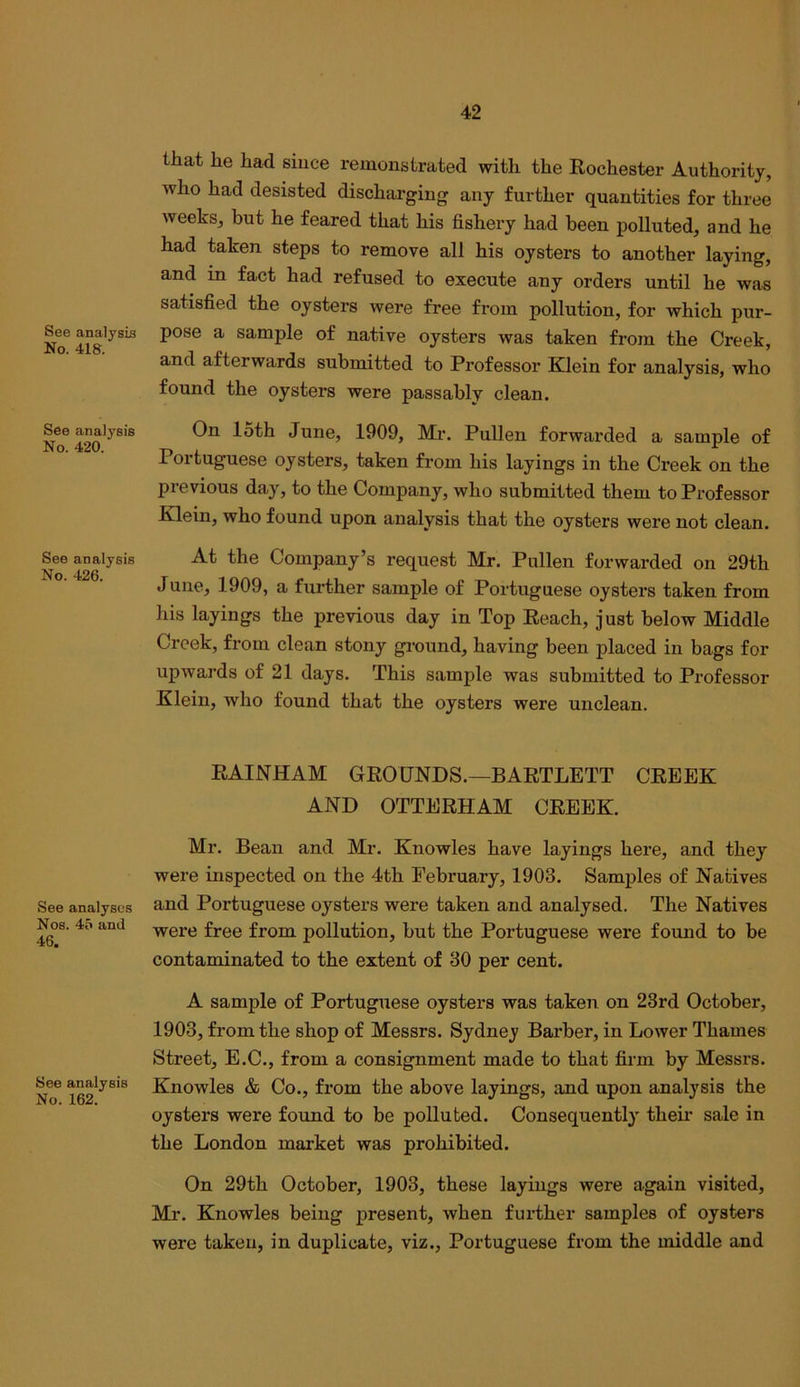 42
that he had since remonstrated with the Rochester Authority,
who had desisted discharging any further quantities for three
weeks, but he feared that his fishery had been polluted, and he
had taken steps to remove all his oysters to another laying,
and in fact had refused to execute any orders until he was
satisfied the oysters were free from pollution, for which pur-
See analysis
No. 418.
pose a sample of native oysters was taken from the Creek,
and afterwards submitted to Professor Klein for analysis, who
found the oysters were passably clean.
See analysis
No. 420.
On 15th June, 1909, Mr. Pullen forwarded a sample of
Portuguese oysters, taken from his layings in the Creek on the
previous day, to the Company, who submitted them to Professor
Klein, who found upon analysis that the oysters were not clean.
See analysis
No. 426.
At the Company's request Mr. Pullen forwarded on 29th
June, 1909, a further sample of Portuguese oysters taken from
his layings the previous day in Top Reach, just below Middle
Creek, from clean stony ground, having been placed in bags for
upwards of 21 days. This sample was submitted to Professor
Klein, who found that the oysters were unclean.
RAINHAM GROUNDS.—BARTLETT CREEK
AND OTTERHAM CREEK.
Mr. Bean and Mr. Knowles have layings here, and they
were inspected on the 4th February, 1903. Samples of Natives
See analyses
Nos. 45 and
46.
and Portuguese oysters were taken and analysed. The Natives
were free from pollution, but the Portuguese were found to be
contaminated to the extent of 30 per cent.
A sample of Portuguese oysters was taken on 23rd October,
1903, from the shop of Messrs. Sydney Barber, in Lower Thames
Street, E.C., from a consignment made to that firm by Messrs.
See analysis
No. 162.
Knowles & Co., from the above layings, and upon analysis the
oysters were found to be polluted. Consequently their sale in
the London market was prohibited.
On 29th October, 1903, these layings were again visited,
Mr. Knowles being present, when further samples of oysters
were taken, in duplicate, viz., Portuguese from the middle and